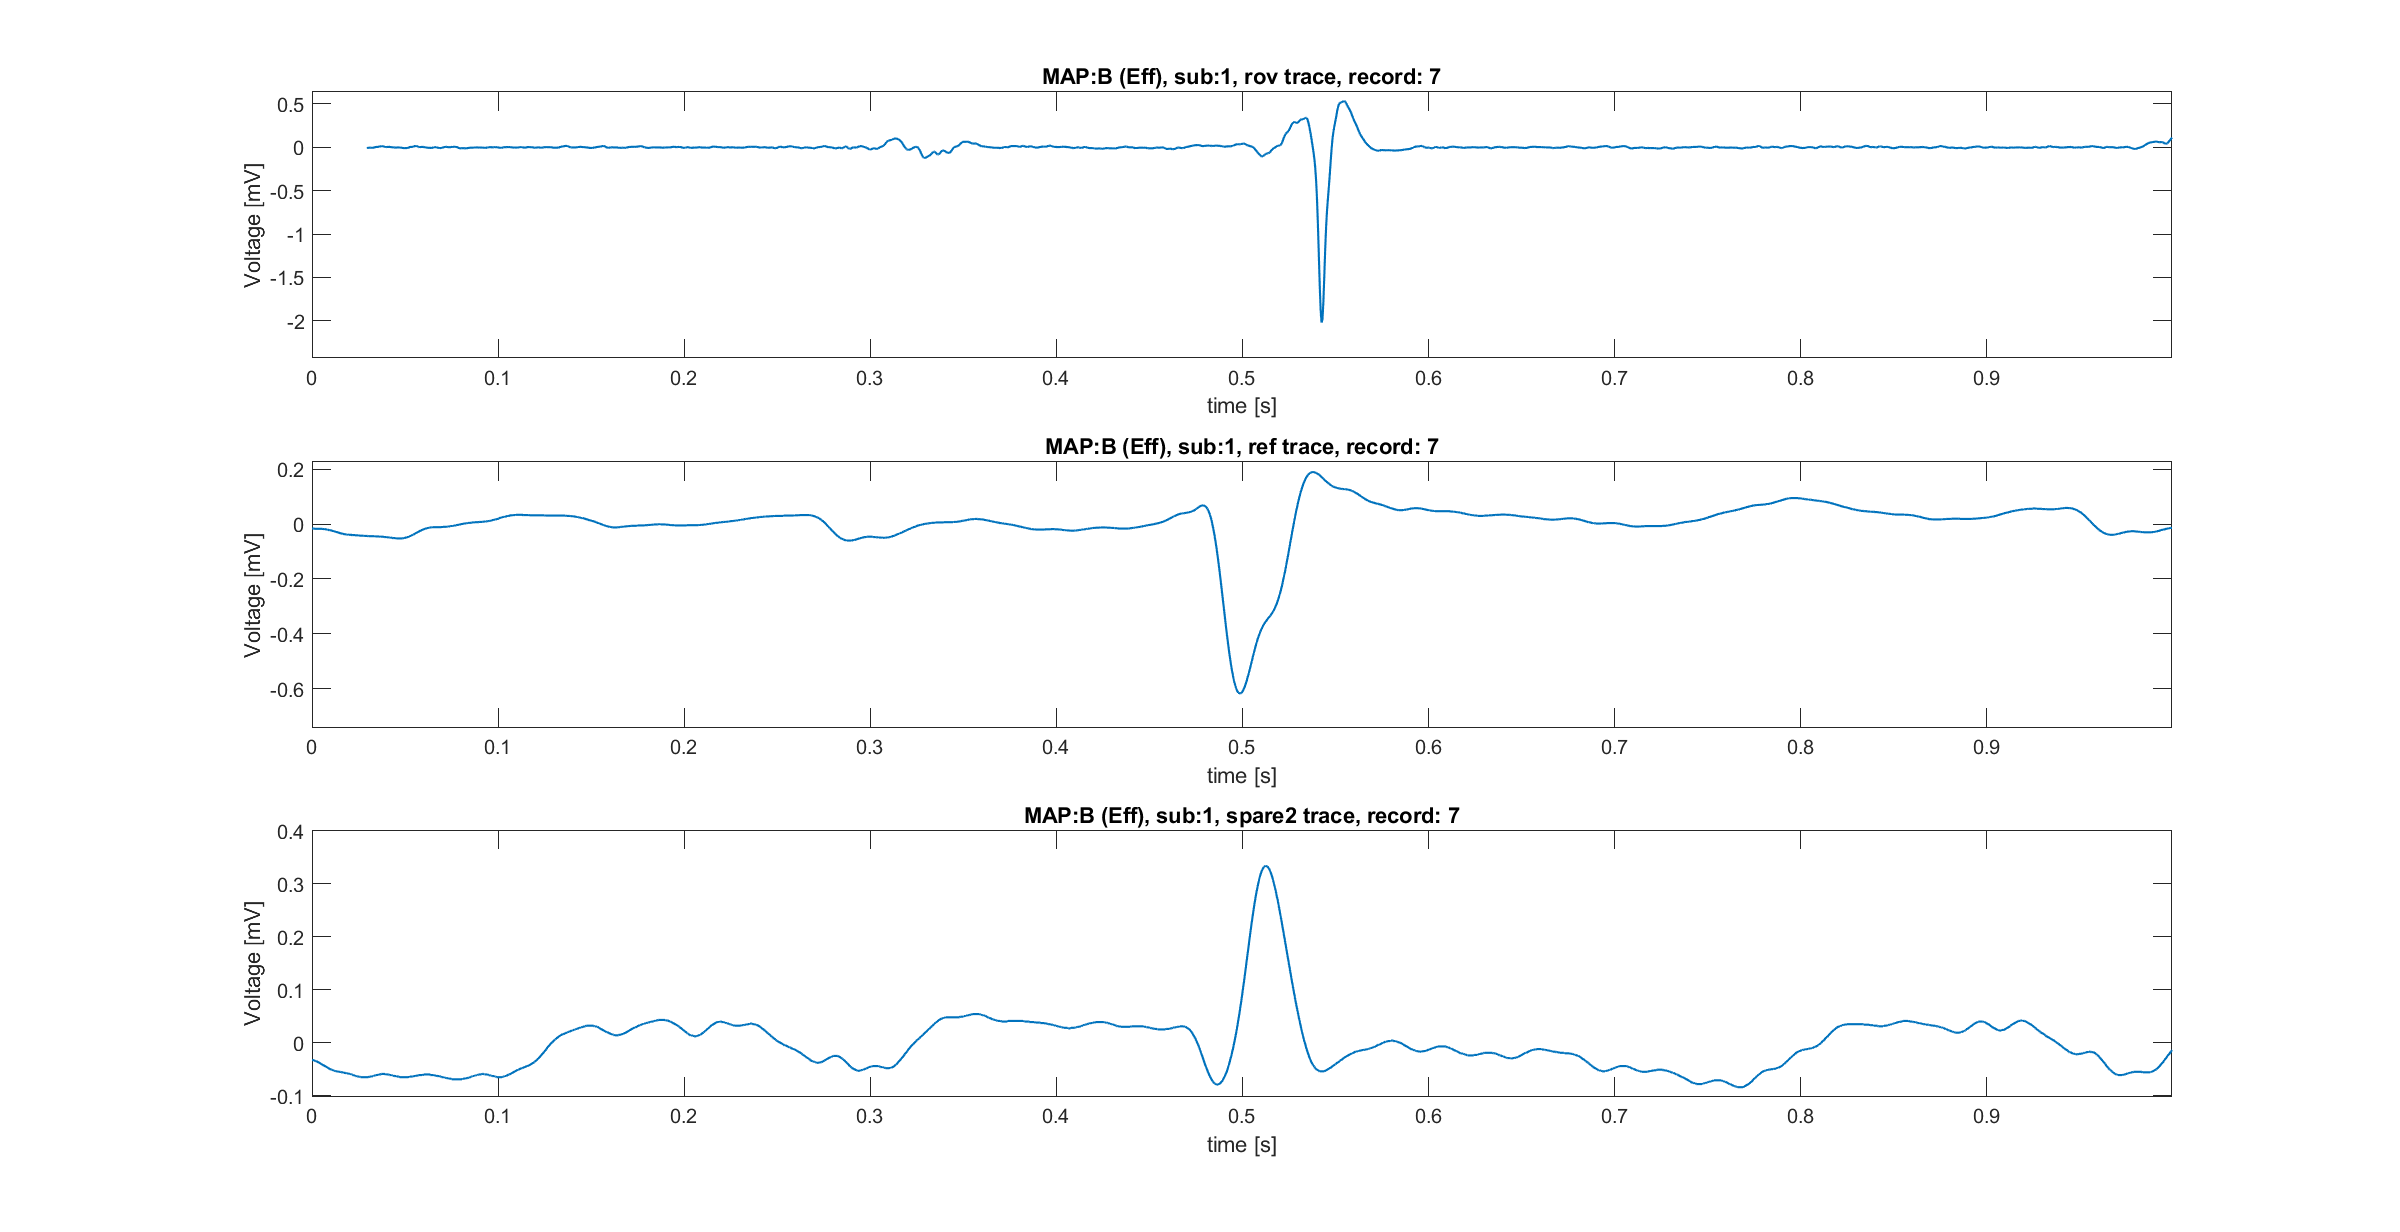 MAP:B (Eff), sub:1, rov trace, record: 7
Voltage [mV]
0.5
0
-0.5
-1
-1.5
-2
0 0.1 0.2 0.3 0.4 0.5 0.6 0.7 0.8 0.9
time [s]
MAP:B (Eff), sub:1, ref trace, record: 7
Voltage [mV]
0.2
0
-0.2
-0.4
-0.6
0 0.1 0.2 0.3 0.4 0.5 0.6 0.7 0.8 0.9
time [s]
MAP:B (Eff), sub:1, spare2 trace, record: 7
Voltage [mV]
0.4
0.3
0.2
0.1
0
-0.1
0 0.1 0.2 0.3 0.4 0.5 0.6 0.7 0.8 0.9
time [s]